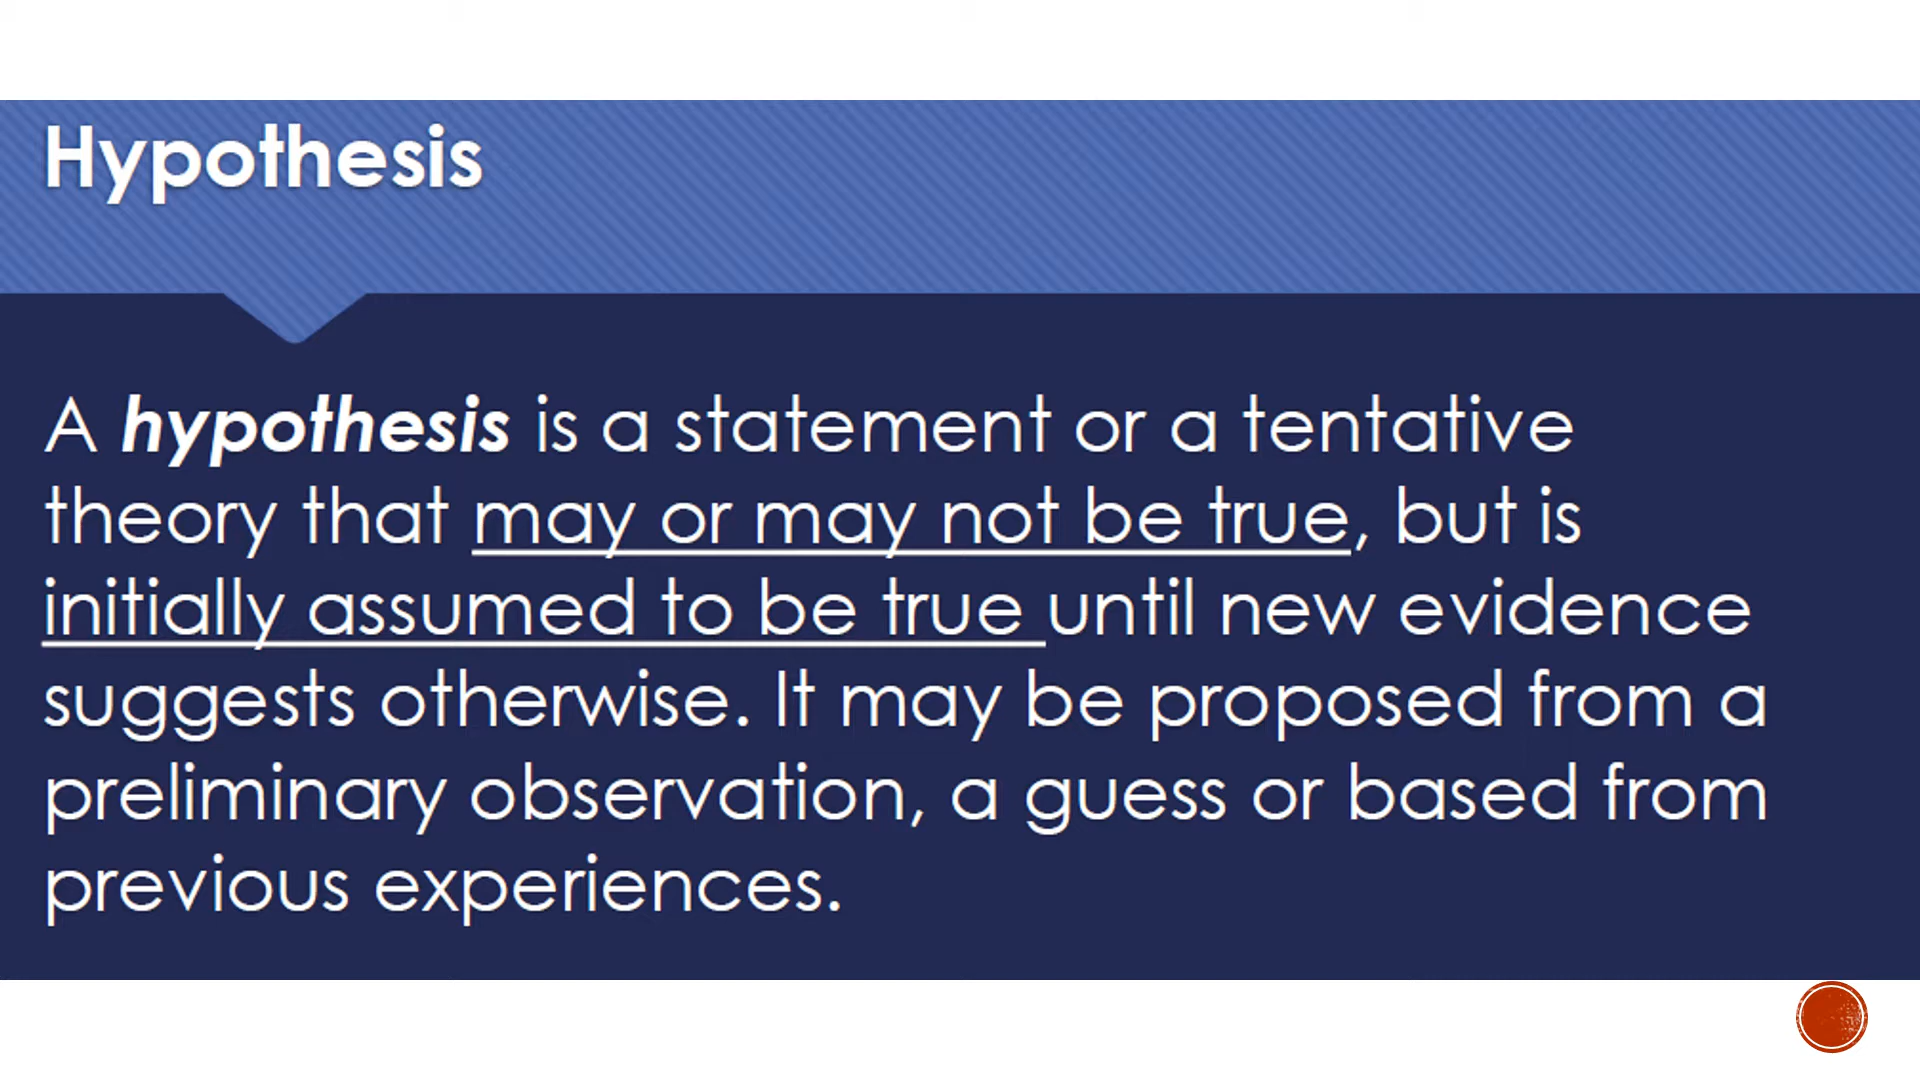 Hypothesis
A hypothesis is a statement or a tentative
theory that may or may not be true, but is
initially assumed to be true until new evidence
suggests otherwise. It may be proposed from a
preliminary observation, a guess or based from
previous experiences.